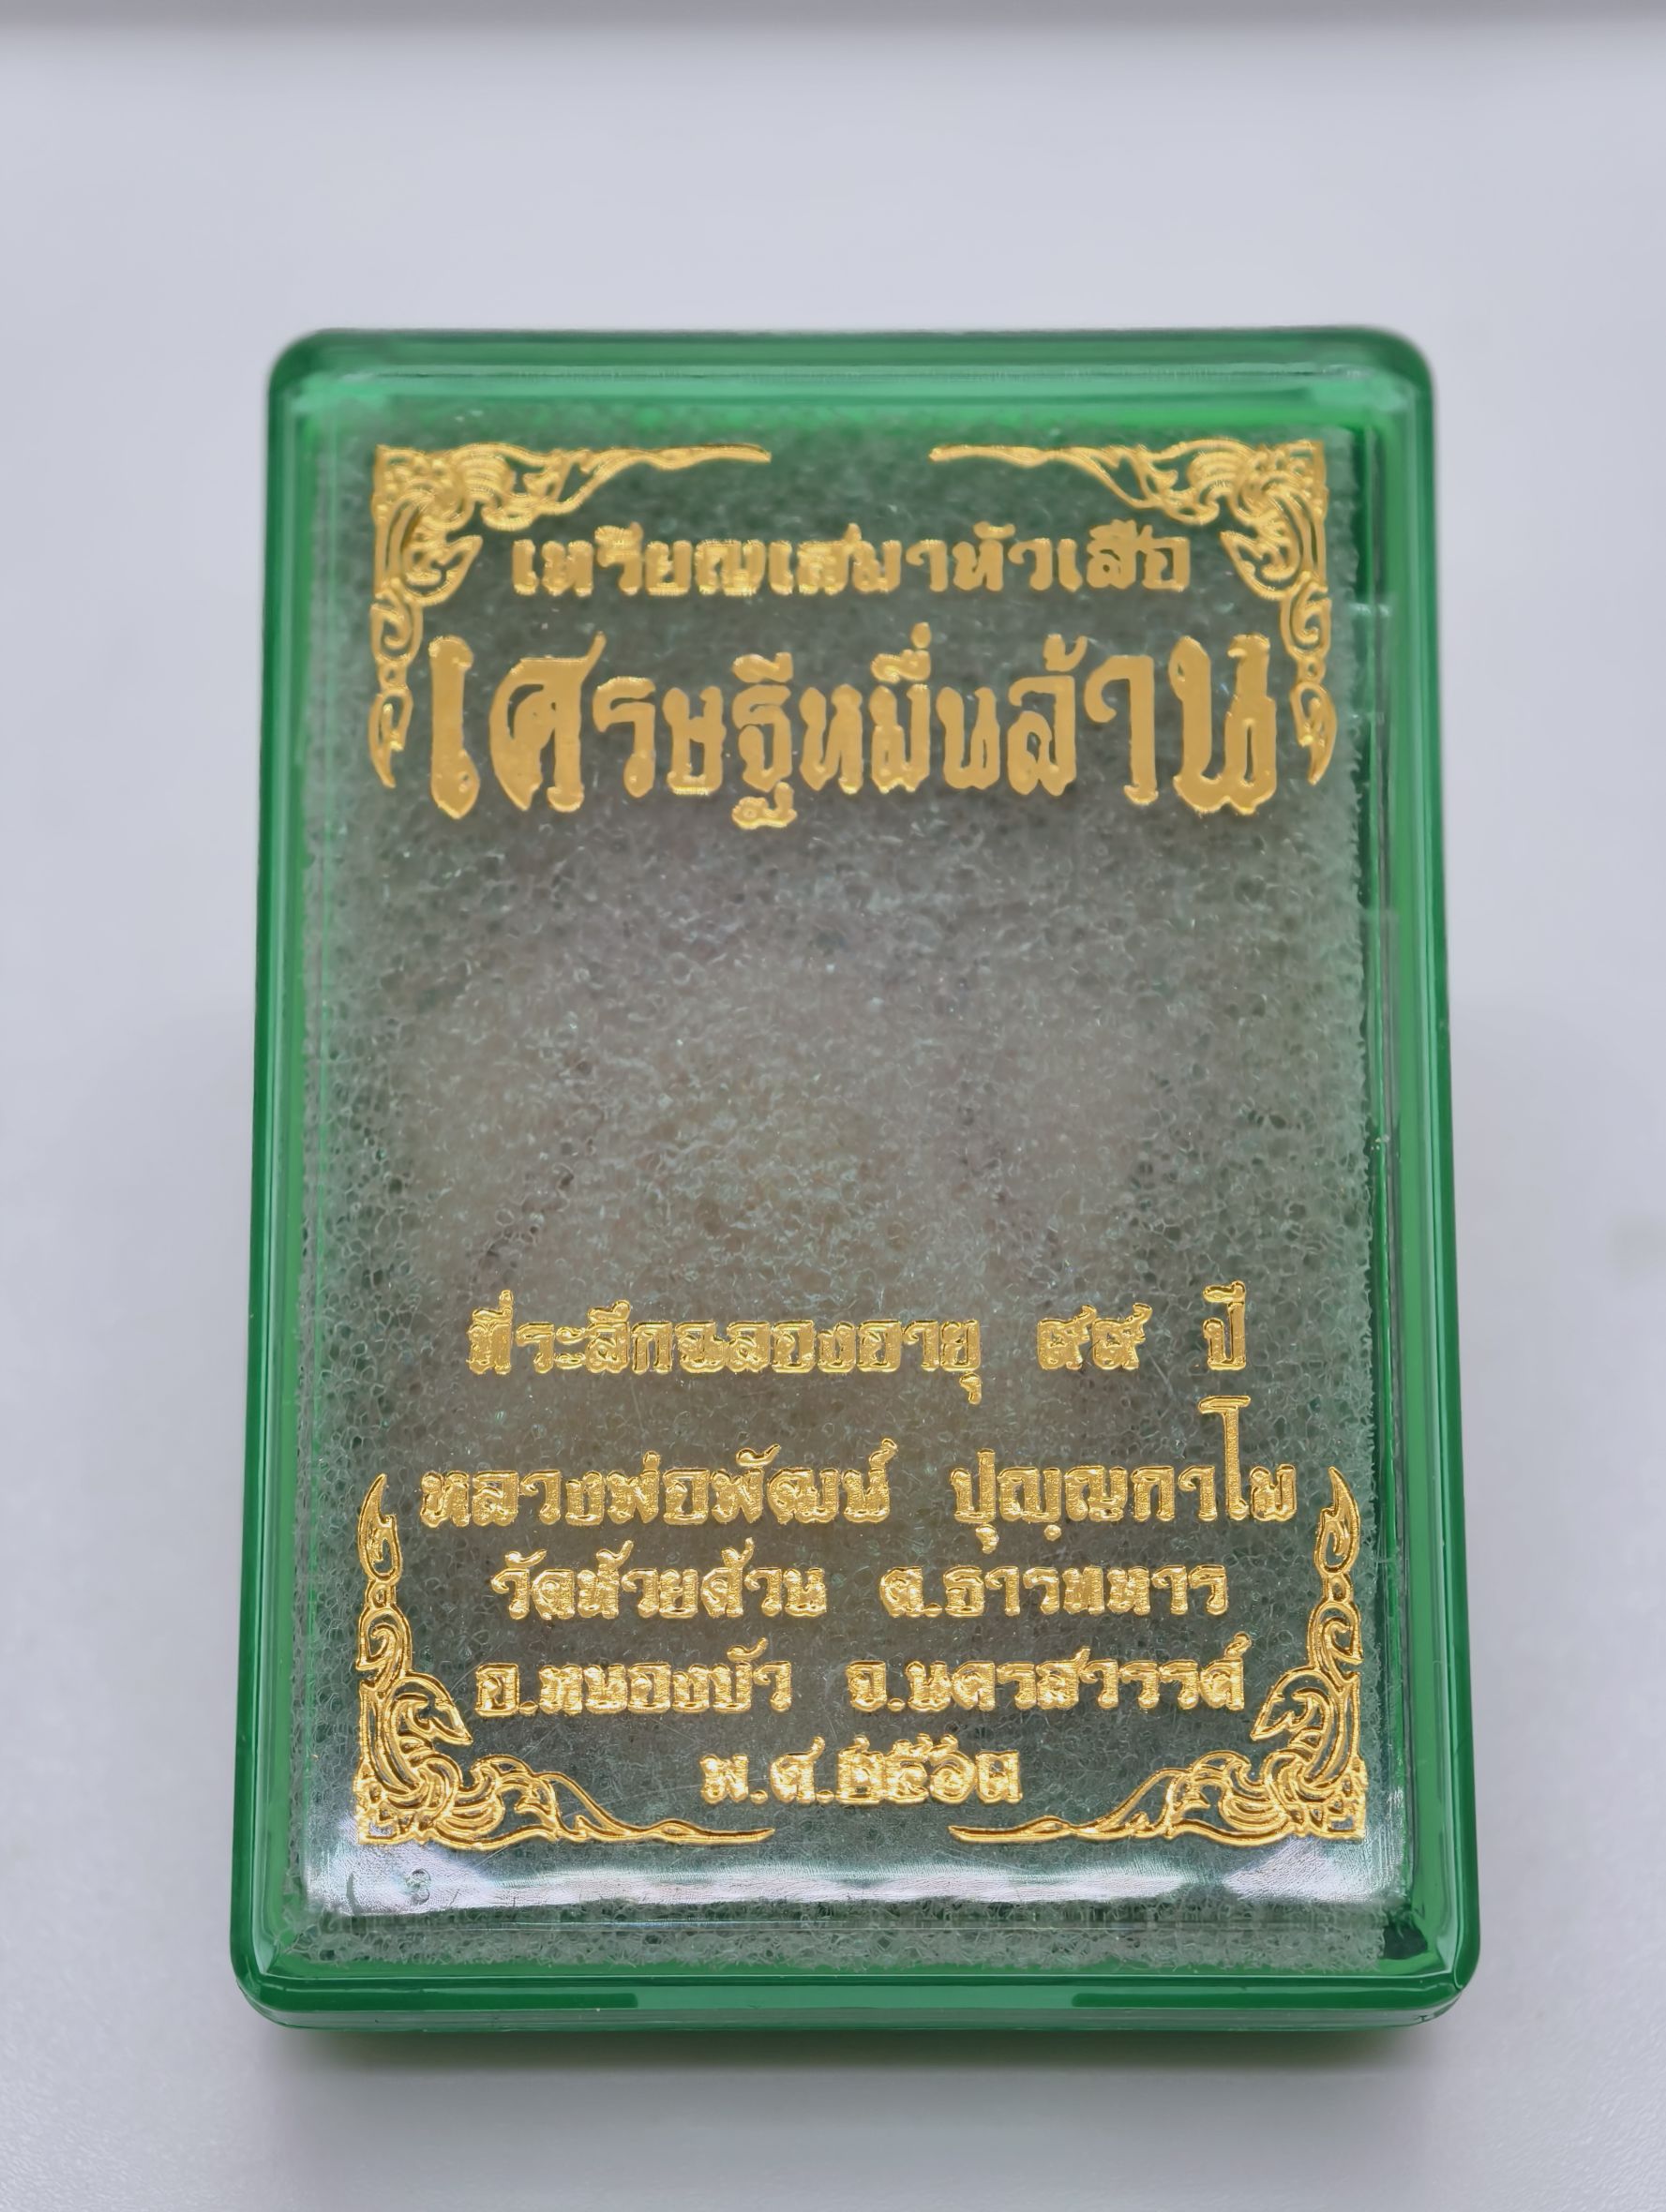 เหรียญเสมาหัวเสือ
เศรษฐีหมื่นล้าน
ที่ระลึกฉลองอายุ ๙๙ ปี
หลวงพ่อพัฒน์ ปุญฺญกาโม
วัดห้วยด้วน ต.ธารทหาร
อ.หนองบัว จ.นครสวรรค์
พ.ศ.๒๕๖๓